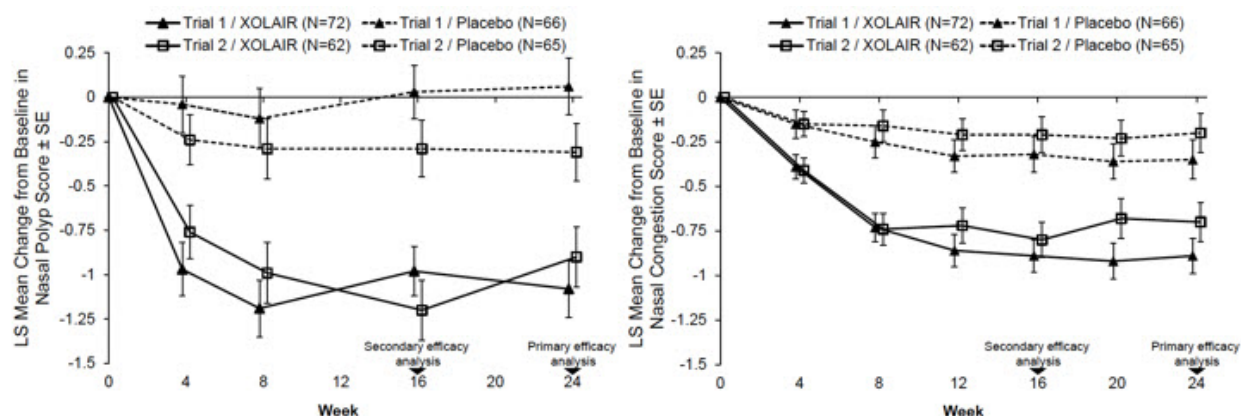 Trial 1 / XOLAIR (N=72) Trial 1 / Placebo (N=66)
Trial 2 / XOLAIR (N=62) Trial 2 / Placebo (N=65)
LS Mean Change from Baseline in
Nasal Polyp Score ± SE
0.25
0
-0.25
-0.5
-0.75
-1
-1.25
-1.5
Secondary efficacy
analysis
Primary efficacy
analysis
0 4 8 12 16 20 24
Week
Trial 1 / XOLAIR (N=72) Trial 1 / Placebo (N=66)
Trial 2 / XOLAIR (N=62) Trial 2 / Placebo (N=65)
LS Mean Change from Baseline in
Nasal Congestion Score ± SE
0.25
0
-0.25
-0.5
-0.75
-1
-1.25
-1.5
Secondary efficacy
analysis
Primary efficacy
analysis
0 4 8 12 16 20 24
Week